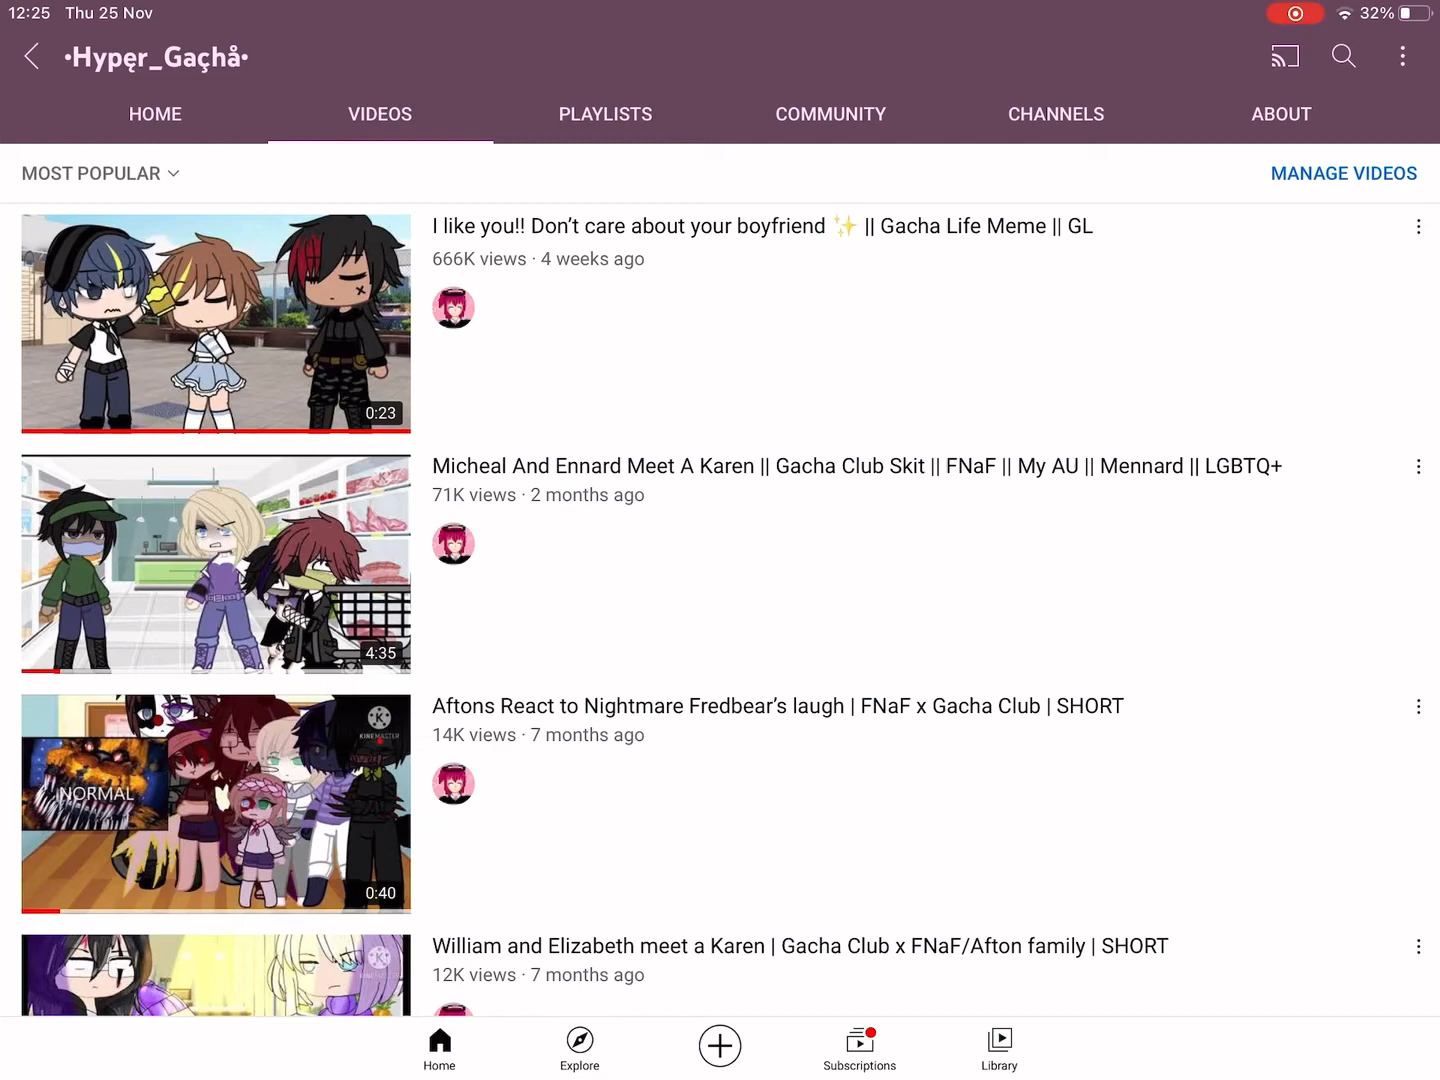 12:25 Thu 25 Nov
32%
•Hypęr_Gaçhå•
HOME VIDEOS PLAYLISTS COMMUNITY CHANNELS ABOUT
MOST POPULAR MANAGE VIDEOS
I like you!! Don’t care about your boyfriend ✨ || Gacha Life Meme || GL
666K views · 4 weeks ago
0:23
Micheal And Ennard Meet A Karen || Gacha Club Skit || FNaF || My AU || Mennard || LGBTQ+
71K views · 2 months ago
4:35
Aftons React to Nightmare Fredbear’s laugh | FNaF x Gacha Club | SHORT
14K views · 7 months ago
K
KINEMASTER
NORMAL
0:40
William and Elizabeth meet a Karen | Gacha Club x FNaF/Afton family | SHORT
12K views · 7 months ago
K
Home Explore Subscriptions Library